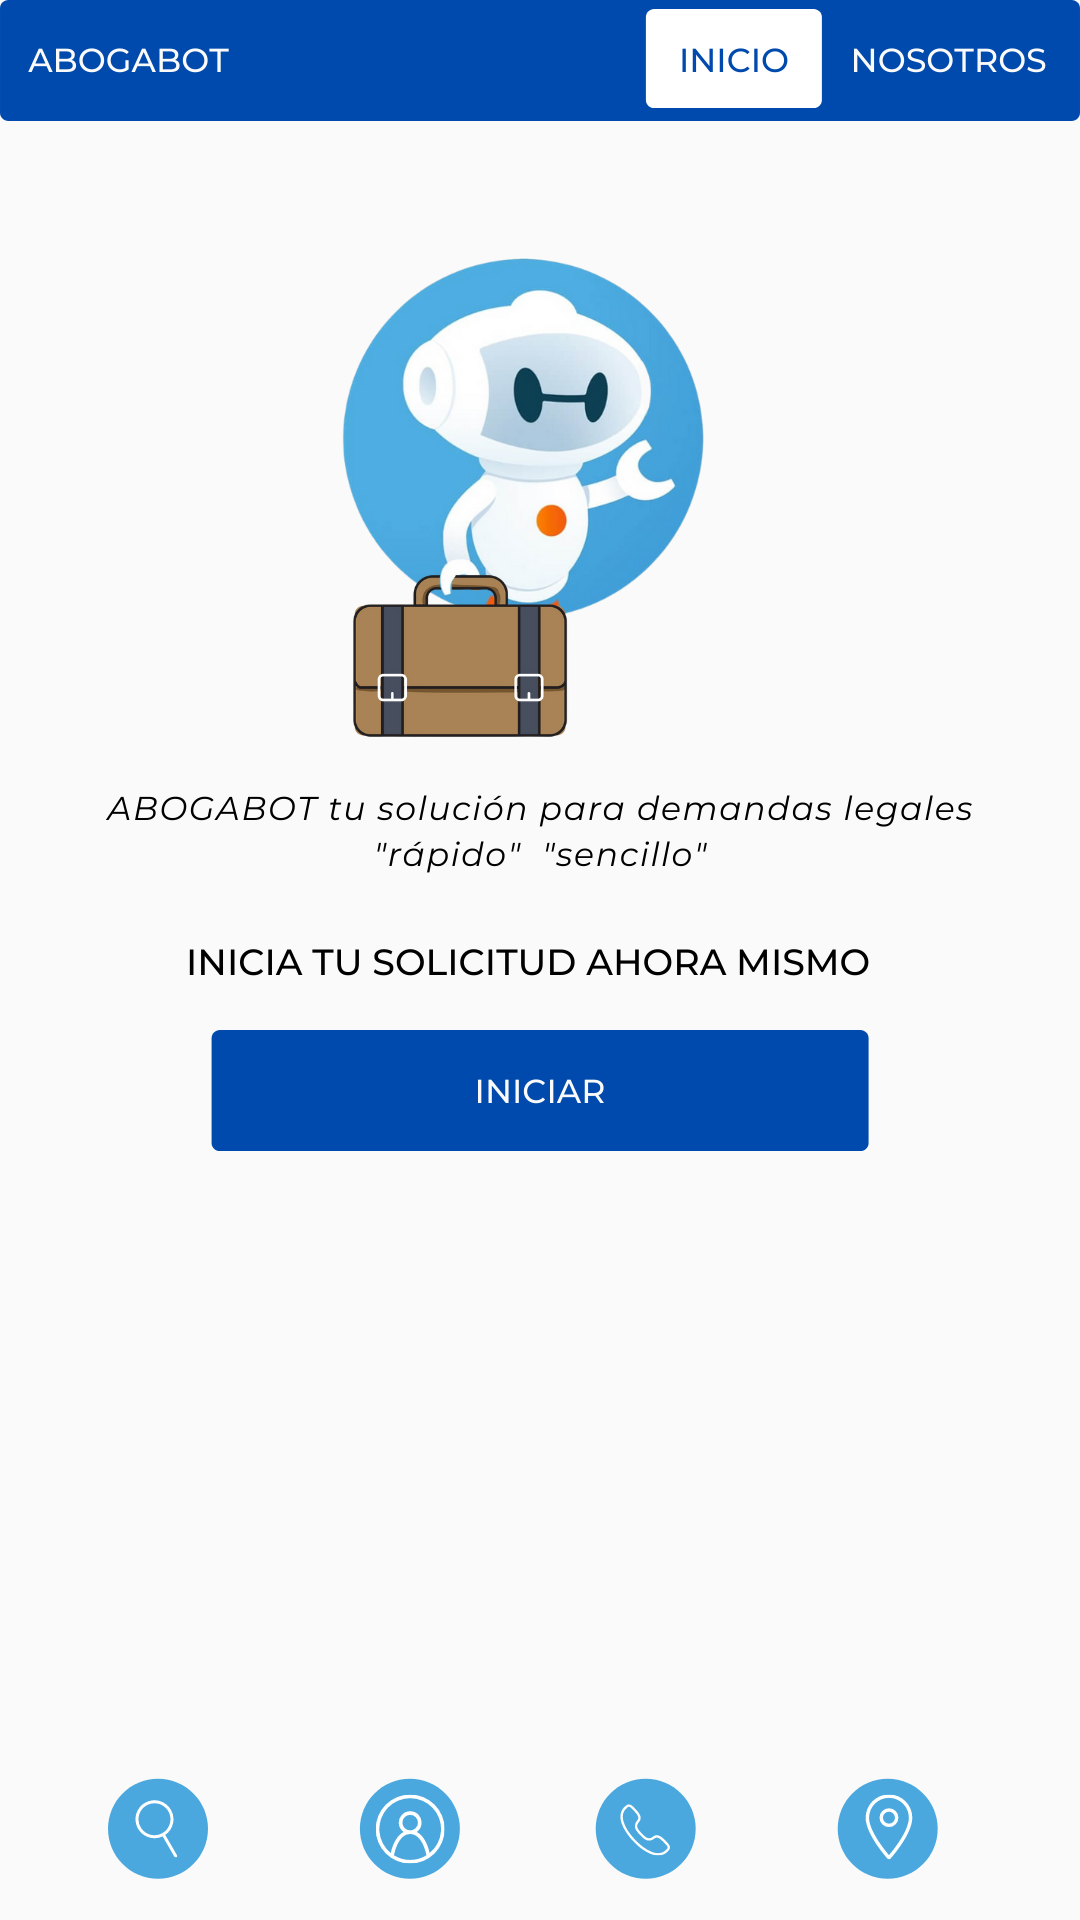 ABOGABOT
INICIO
NOSOTROS
ABOGABOT tu solución para demandas legales
"rápido" "sencillo"
INICIA TU SOLICITUD AHORA MISMO
INICIAR